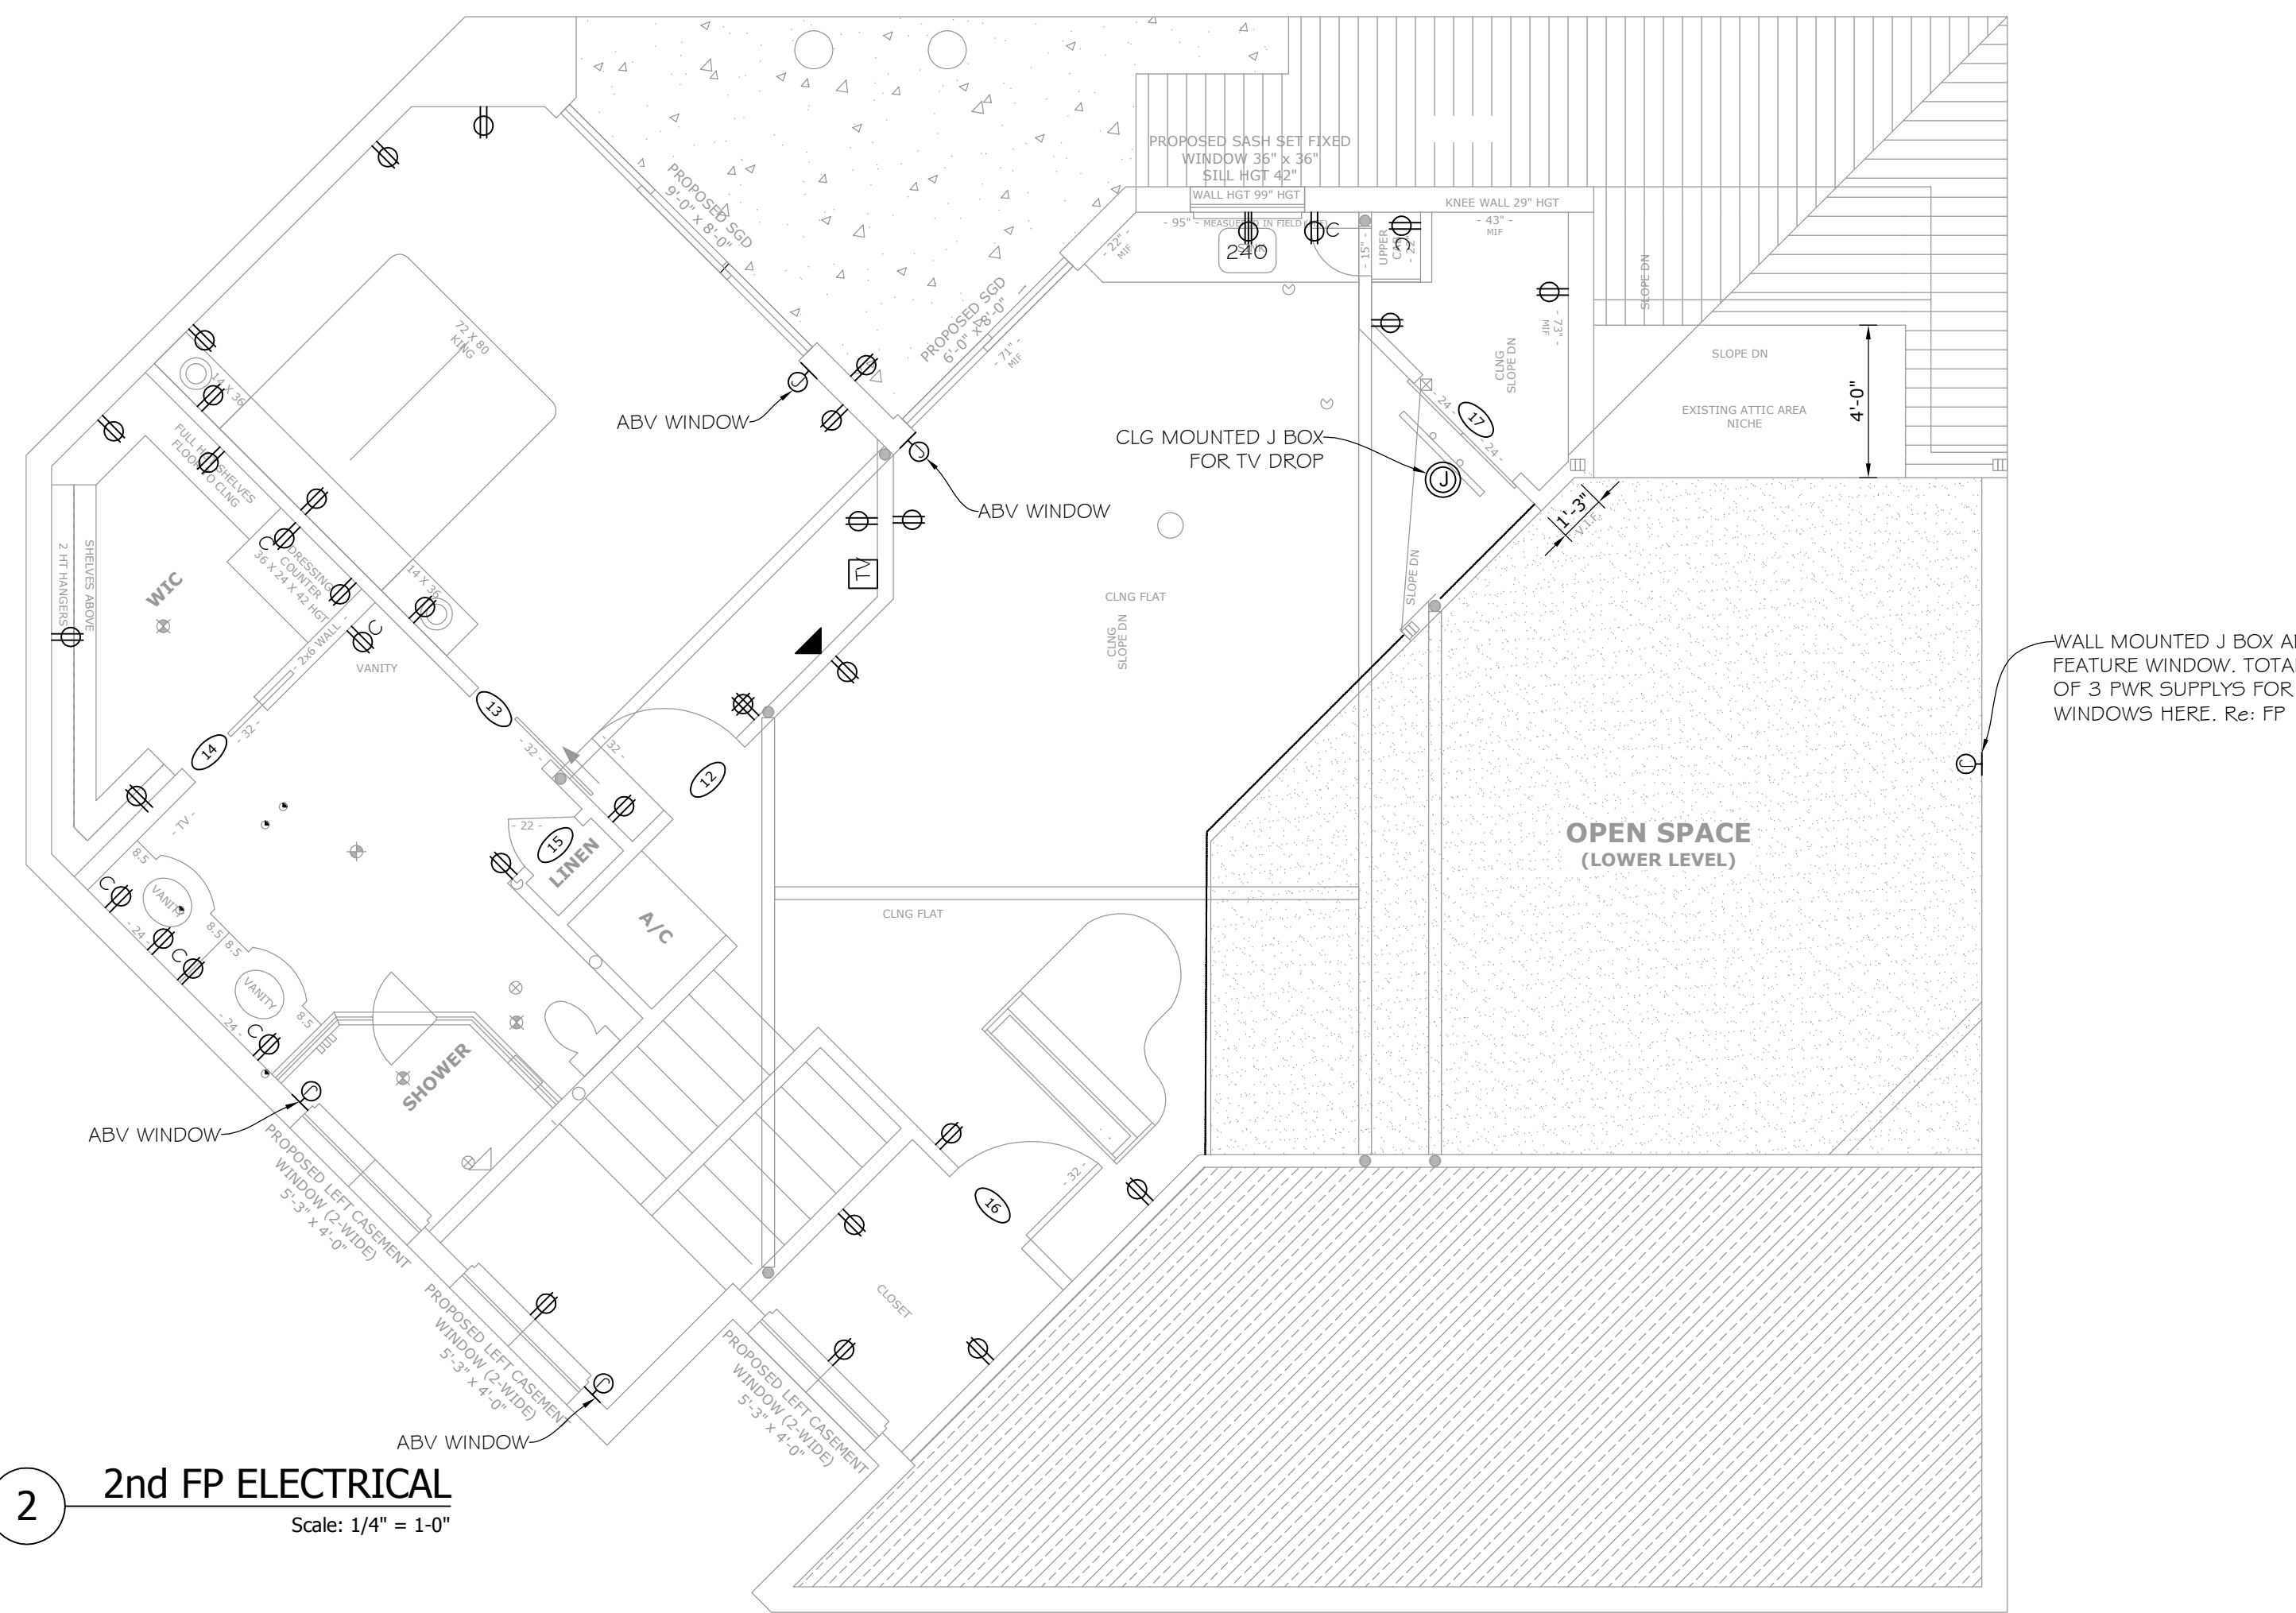 PROPOSED SASH SET FIXED
WINDOW 36" x 36"
SILL HGT 42"
WALL HGT 99" HGT
- 95" - MEASURED IN FIELD
KNEE WALL 29" HGT
- 43" -
MIF
- 22" -
MIF
240
C
- 15" -
UPPER
- 22
C
PROPOSED SGD
9'-0" x 8'-0"
PROPOSED SGD
6'-0" x 8'-0"
- 71" -
MIF
- 73" -
MIF
SLOPE DN
CLNG
SLOPE DN
SLOPE DN
EXISTING ATTIC AREA
NICHE
4'-0"
72 X 80
KING
14 X 36
J
ABV WINDOW
J
ABV WINDOW
CLG MOUNTED J BOX
FOR TV DROP
J
- 24 -
17
- 24 -
1'-3"
V.I.F.
FULL HGT SHELVES
FLOOR TO CLNG
2 HT HANGERS
SHELVES ABOVE
WIC
C
DRESSING
COUNTER
36 X 24 X 42 HGT
14 X 36
- 2x6 WALL -
C
VANITY
TV
CLNG FLAT
CLNG
SLOPE DN
SLOPE DN
WALL MOUNTED J BOX
FEATURE WINDOW.
OF 3 PWR SUPPLYS FOR
WINDOWS HERE. Re: FP
J
13
14
- 32 -
- 32 -
- 32 -
12
- 22 -
15
LINEN
A/C
OPEN SPACE
(LOWER LEVEL)
CLNG FLAT
- TV -
8.5
C
VANITY
- 24 -
8.5
8.5
C
VANITY
- 24 -
8.5
C
SHOWER
J
ABV WINDOW
PROPOSED LEFT CASEMENT
WINDOW (2-WIDE)
5'-3" x 4'-0"
- 32 -
16
CLOSET
PROPOSED LEFT CASEMENT
WINDOW (2-WIDE)
5'-3" x 4'-0"
PROPOSED LEFT CASEMENT
WINDOW (2-WIDE)
5'-3" x 4'-0"
J
ABV WINDOW
2
2nd FP ELECTRICAL
Scale: 1/4" = 1-0"